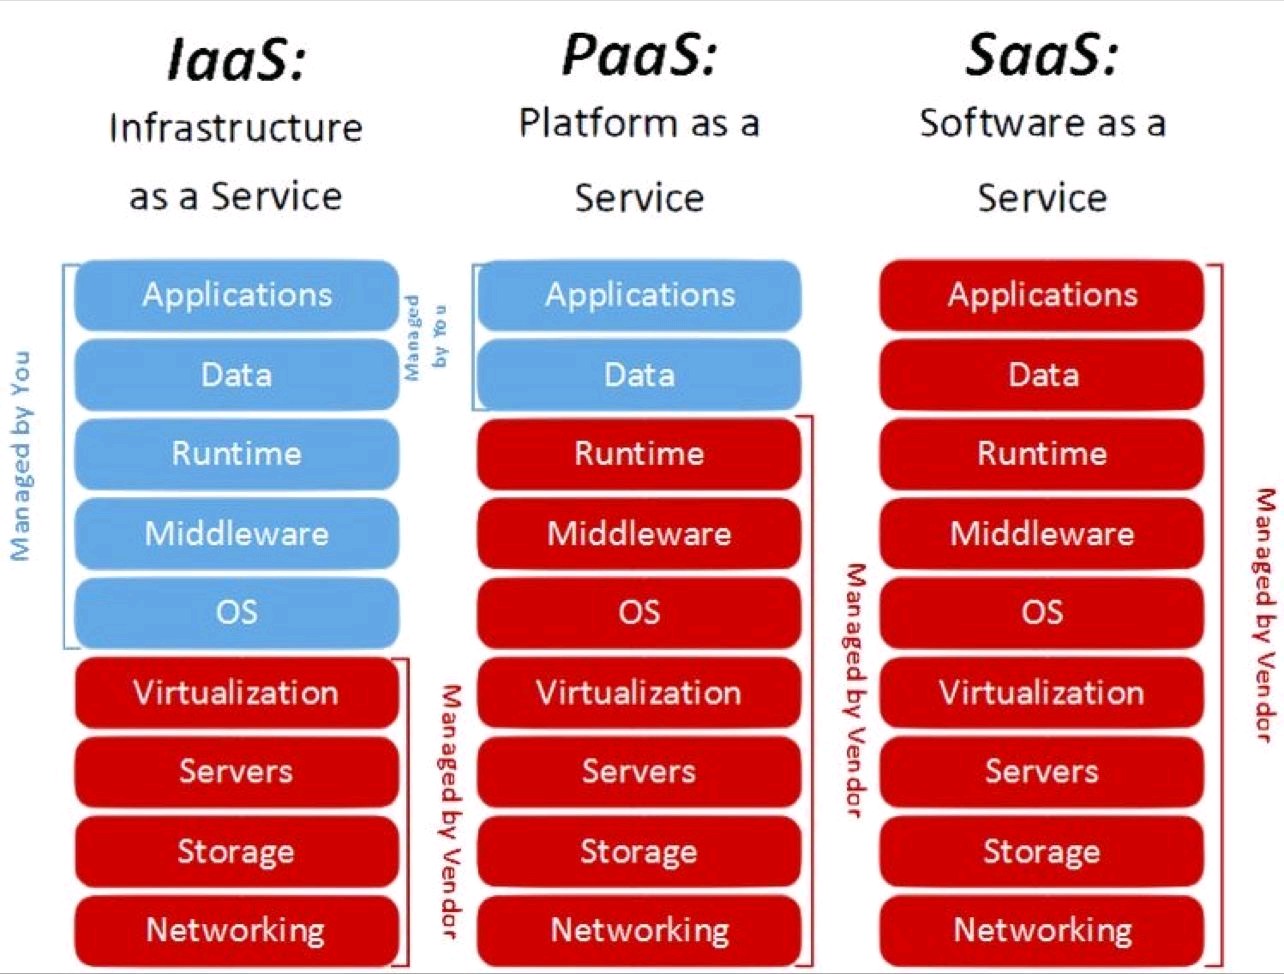 IaaS:
Infrastructure
as a Service
Managed by You
Applications
Data
Runtime
Middleware
OS
Virtualization
Servers
Storage
Networking
Managed by Vendor
PaaS:
Platform as a
Service
Managed
by You
Applications
Data
Runtime
Middleware
OS
Virtualization
Servers
Storage
Networking
Managed by Vendor
SaaS:
Software as a
Service
Applications
Data
Runtime
Middleware
OS
Virtualization
Servers
Storage
Networking
Managed by Vendor